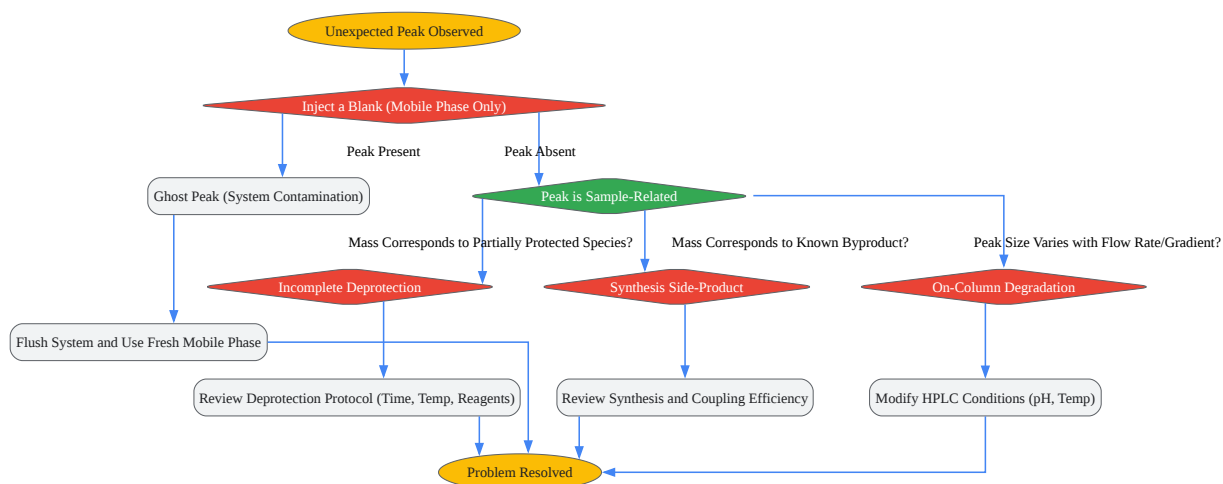 Unexpected Peak Observed
Inject a Blank (Mobile Phase Only)
Peak Present
Peak Absent
Ghost Peak (System Contamination)
Peak is Sample-Related
Mass Corresponds to Partially Protected Species?
Mass Corresponds to Known Byproduct?
Peak Size Varies with Flow Rate/Gradient?
Incomplete Deprotection
Synthesis Side-Product
On-Column Degradation
Flush System and Use Fresh Mobile Phase
Review Deprotection Protocol (Time, Temp, Reagents)
Review Synthesis and Coupling Efficiency
Modify HPLC Conditions (pH, Temp)
Problem Resolved